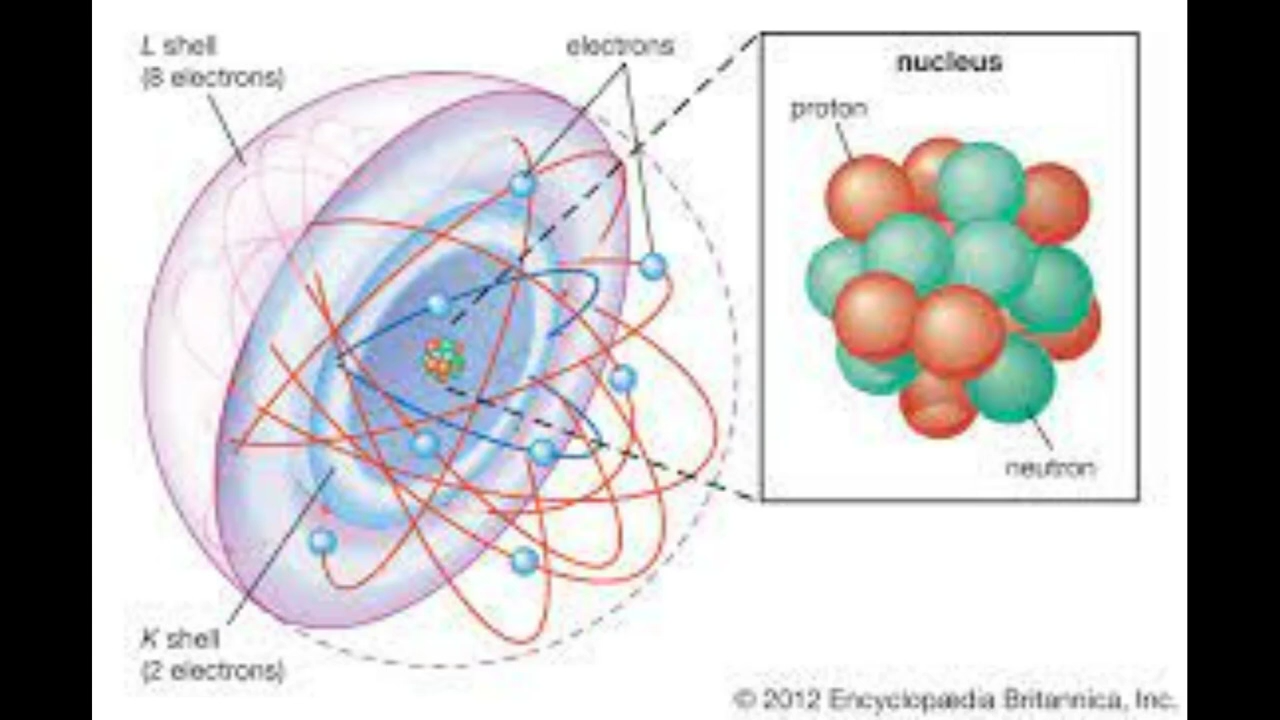 L shell
(8 electrons)
electrons
nucleus
proton
neutron
K shell
(2 electrons)
© 2012 Encyclopædia Britannica, Inc.